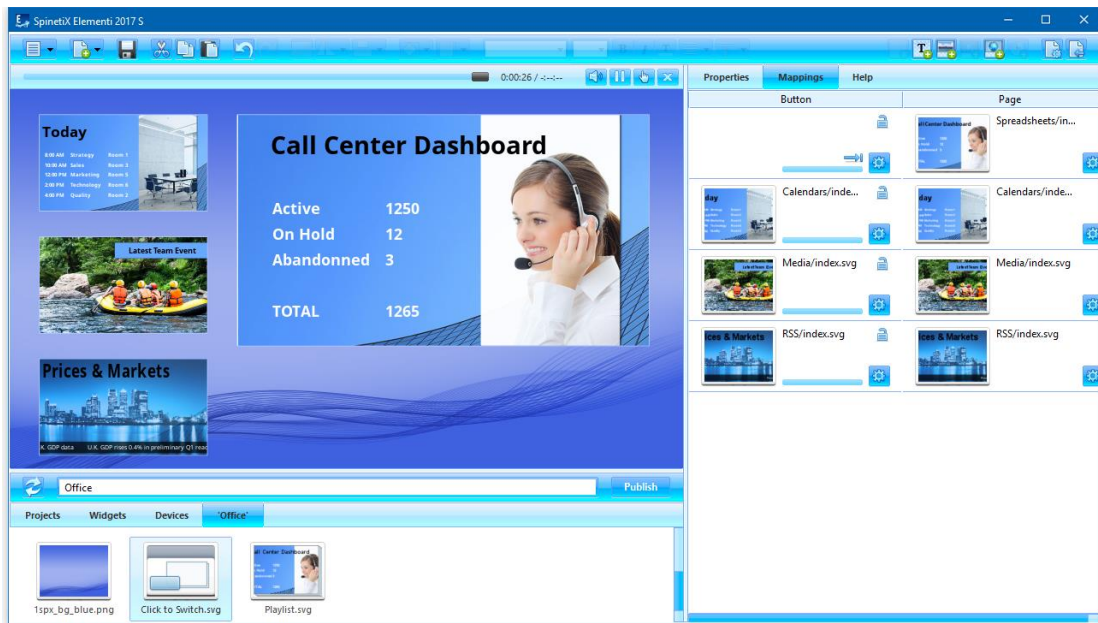 SpinetiX Elementi 2017 S
0:00:26 / -:--:--
Today
8:00 AM Strategy Room 1
10:00 AM Sales Room 3
12:00 PM Marketing Room 5
2:00 PM Technology Room 6
4:00 PM Quality Room 2
Latest Team Event
Prices & Markets
K. GDP data U.K. GDP rises 0.4% in preliminary Q1 read
Call Center Dashboard
Active 1250
On Hold 12
Abandonned 3
TOTAL 1265
Office
Publish
Projects Widgets Devices 'Office'
1spx_bg_blue.png Click to Switch.svg Playlist.svg
Properties Mappings Help
Button Page
Spreadsheets/in...
Calendars/inde... Calendars/inde...
Media/index.svg Media/index.svg
RSS/index.svg RSS/index.svg